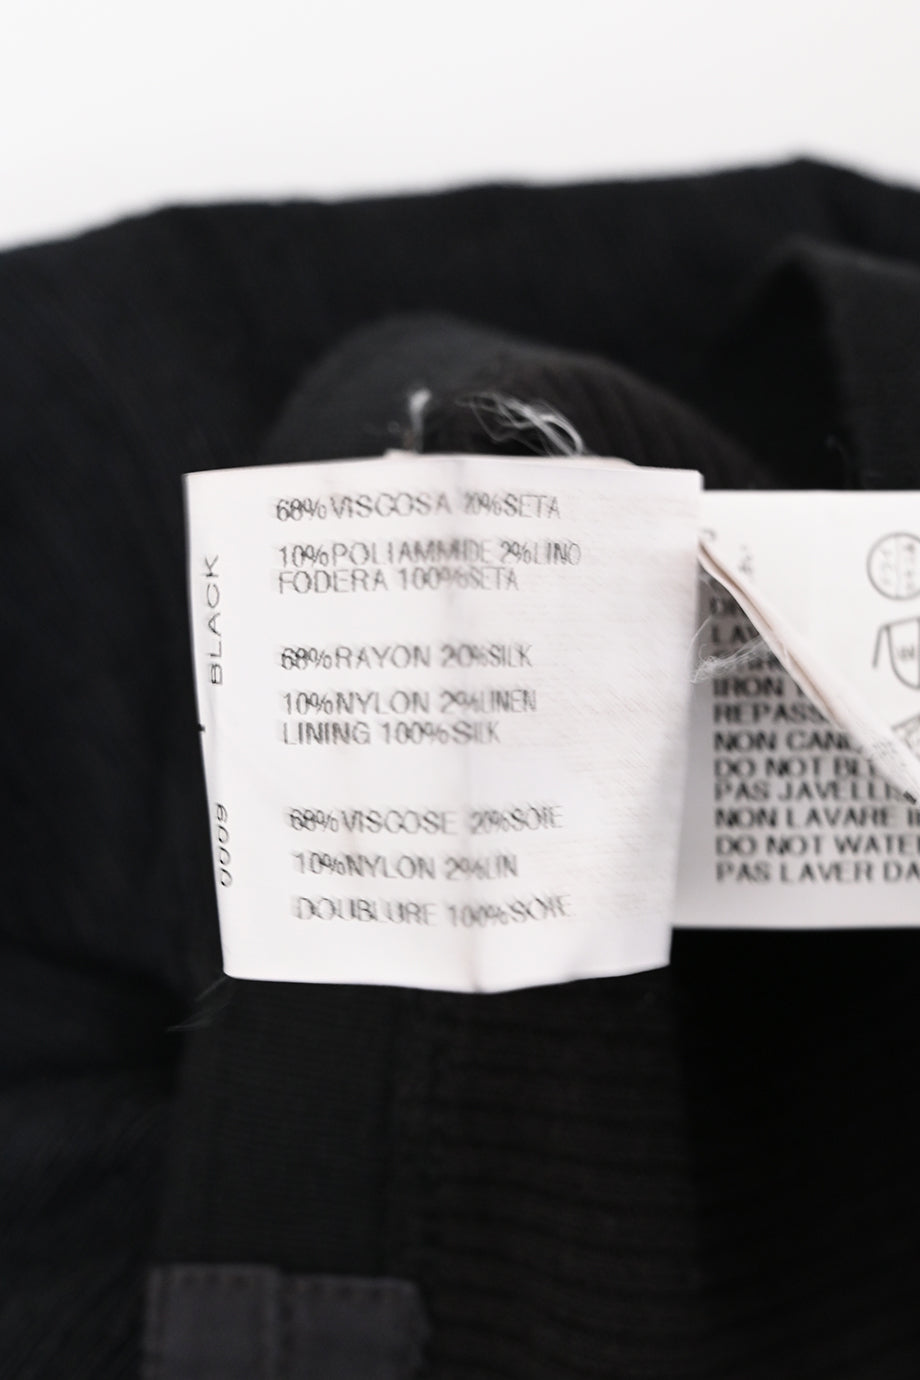 68%VISCOSA 20%SETA
10%POLIAMMIDE 2%LINO
FODERA 100%SETA
68%RAYON 20%SILK
10%NYLON 2%LINEN
LINING 100%SILK
68%VISCOSE 20%SOIE
10%NYLON 2%LIN
DOUBLURE 100%SOIE
BLACK
0009
IRON
REPASS
NON CAND
DO NOT BLE
PAS JAVELLIS
NON LAVARE
DO NOT WATE
PAS LAVER DA